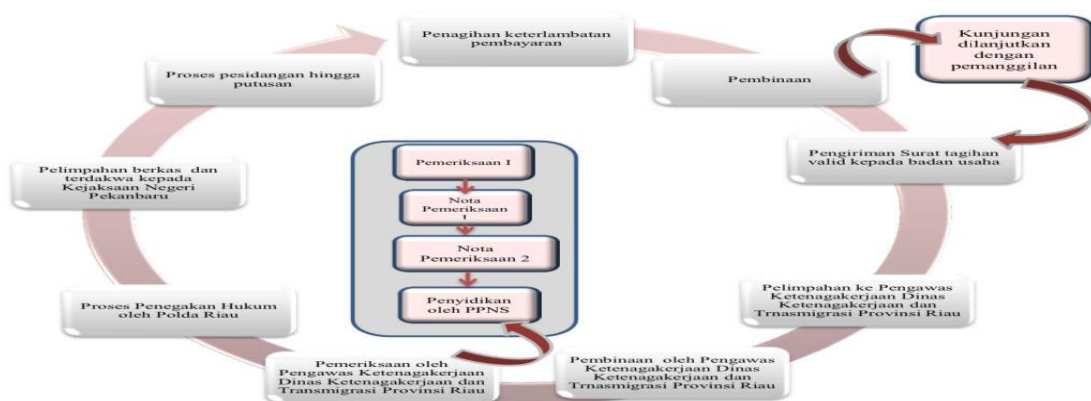 Penagihan keterlambatan
pembayaran
Pembinaan
Kunjungan
dilanjutkan
dengan
pemanggilan
Pengiriman Surat tagihan
valid kepada badan usaha
Pelimpahan ke Pengawas
Ketenagakerjaan Dinas
Ketenagakerjaan dan
Trnasmigrasi Provinsi Riau
Pembinaan oleh Pengawas
Ketenagakerjaan Dinas
Ketenagakerjaan dan
Trnasmigrasi Provinsi Riau
Pemeriksaan oleh
Pengawas Ketenagakerjaan
Dinas Ketenagakerjaan dan
Transmigrasi Provinsi Riau
Pemeriksaan I
Nota
Pemeriksaan
I
Nota
Pemeriksaan 2
Penyidikan
oleh PPNS
Proses Penegakan Hukum
oleh Polda Riau
Pelimpahan berkas dan
terdakwa kepada
Kejaksaan Negeri
Pekanbaru
Proses pesidangan hingga
putusan